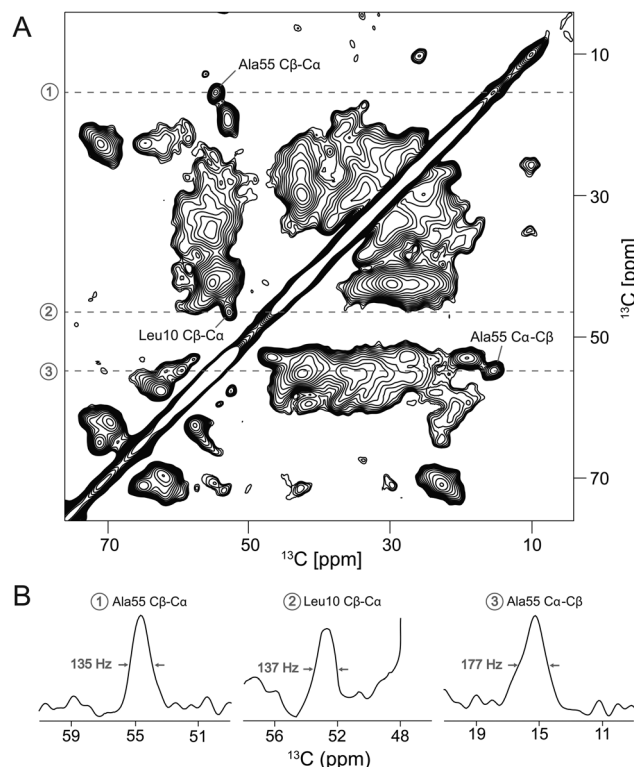 A
Ala55 Cβ-Cα
10
①
30
②
Leu10 Cβ-Cα
50
Ala55 Cα-Cβ
③
70
¹³C [ppm]
70
50
30
10
¹³C [ppm]
B
① Ala55 Cβ-Cα
② Leu10 Cβ-Cα
③ Ala55 Cα-Cβ
135 Hz
137 Hz
177 Hz
59
55
51
56
52
48
19
15
11
¹³C (ppm)